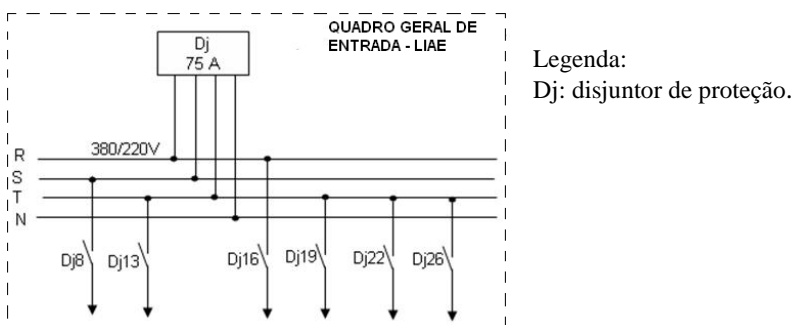 QUADRO GERAL DE
ENTRADA - LIAE
Dj
75 A
Legenda:
Dj: disjuntor de proteção.
380/220V
R
S
T
N
Dj8
Dj13
Dj16
Dj19
Dj22
Dj26